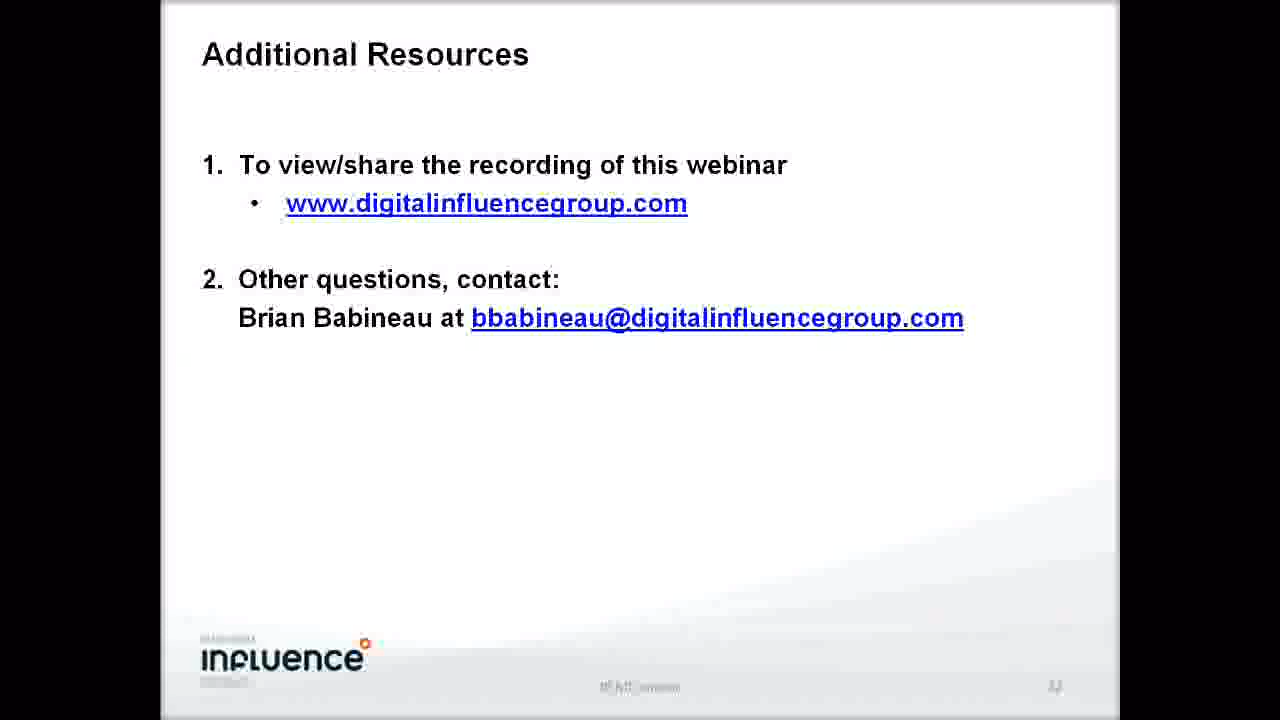 Additional Resources
1. To view/share the recording of this webinar
• www.digitalinfluencegroup.com
2. Other questions, contact:
Brian Babineau at bbabineau@digitalinfluencegroup.com
INFLUENCE